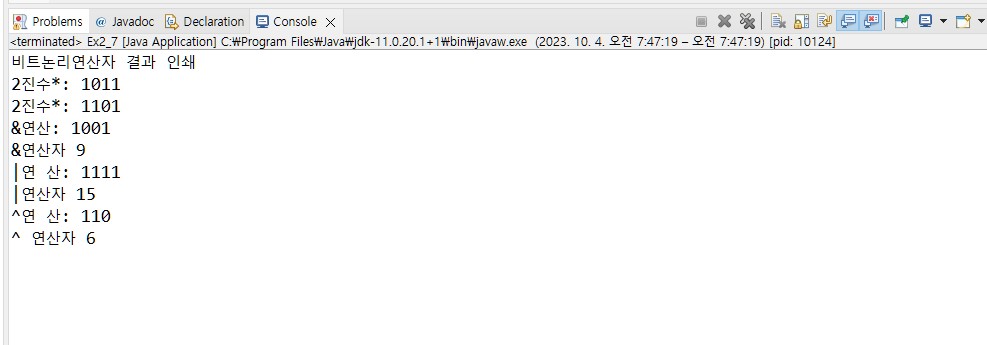 Problems @ Javadoc Declaration Console
<terminated> Ex2_7 [Java Application] C:₩Program Files₩Java₩jdk-11.0.20.1+1₩bin₩javaw.exe (2023. 10. 4. 오전 7:47:19 – 오전 7:47:19) [pid: 10124]
비트논리연산자 결과 인쇄
2진수*: 1011
2진수*: 1101
&연산: 1001
&연산자 9
|연 산: 1111
|연산자 15
^연 산: 110
^ 연산자 6